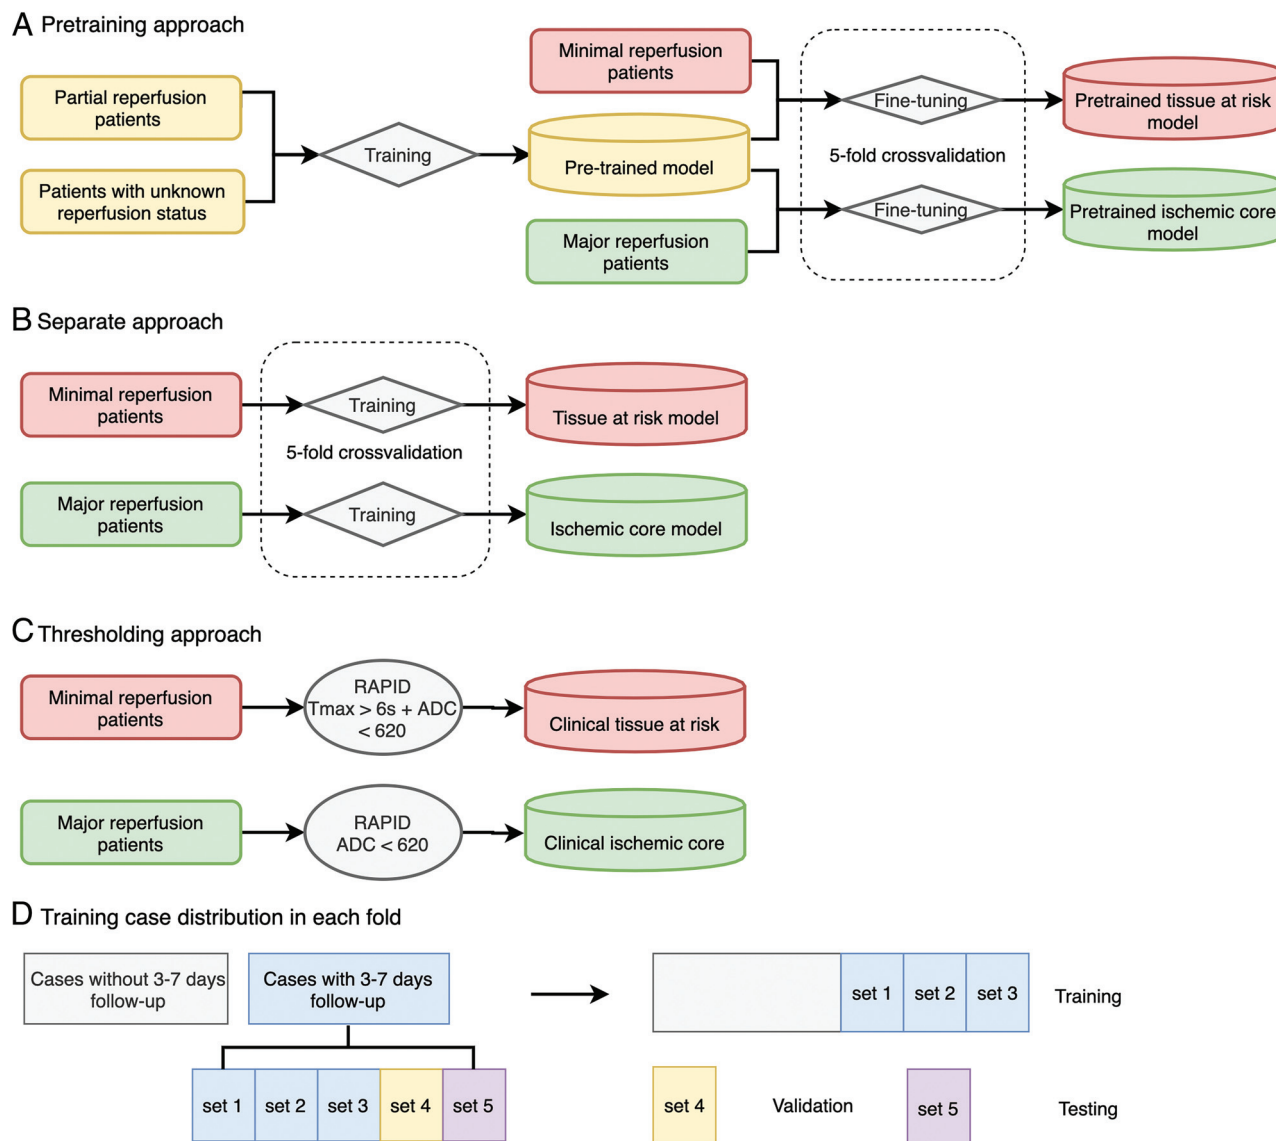 A Pretraining approach
Partial reperfusion
patients
Patients with unknown
reperfusion status
Training
Minimal reperfusion
patients
Pre-trained model
Major reperfusion
patients
Fine-tuning
5-fold crossvalidation
Fine-tuning
Pretrained tissue at risk
model
Pretrained ischemic core
model
B Separate approach
Minimal reperfusion
patients
Training
Tissue at risk model
5-fold crossvalidation
Major reperfusion
patients
Training
Ischemic core model
C Thresholding approach
Minimal reperfusion
patients
RAPID
Tmax > 6s + ADC
< 620
Clinical tissue at risk
Major reperfusion
patients
RAPID
ADC < 620
Clinical ischemic core
D Training case distribution in each fold
Cases without 3-7 days
follow-up
Cases with 3-7 days
follow-up
set 1 set 2 set 3 set 4 set 5
set 1 set 2 set 3 Training
set 4 Validation
set 5 Testing